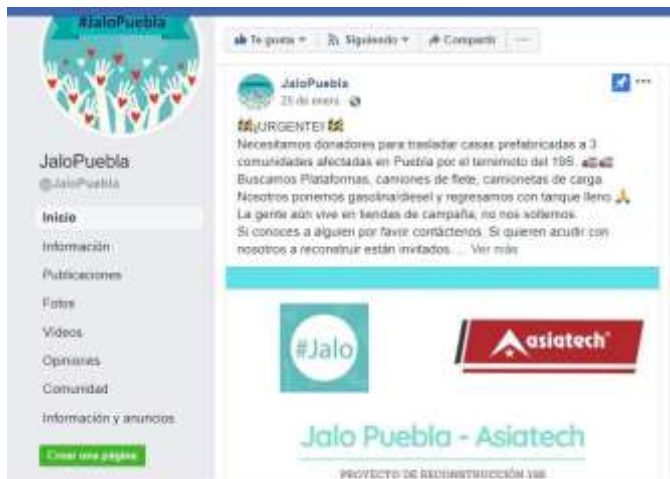 #JaloPuebla
JaloPuebla
@JaloPuebla
Inicio
Información
Publicaciones
Fotos
Videos
Opiniones
Comunidad
Información y anuncios
Crear una página
Te gusta
Siguiendo
Compartir
JaloPuebla
25 de enero
¡URGENTE!
Necesitamos donadores para trasladar casas prefabricadas a 3
comunidades afectadas en Puebla por el terremoto del 19S.
Buscamos Plataformas, camiones de flete, camionetas de carga
Nosotros ponemos gasolina/diesel y regresamos con tanque lleno
La gente aún vive en tiendas de campaña, no nos soltemos.
Si conoces a alguien por favor contáctenos. Si quieren acudir con
nosotros a reconstruir están invitados. ... Ver más
#Jalo
asiatech
Jalo Puebla - Asiatech
PROYECTO DE RECONSTRUCCIÓN 19S